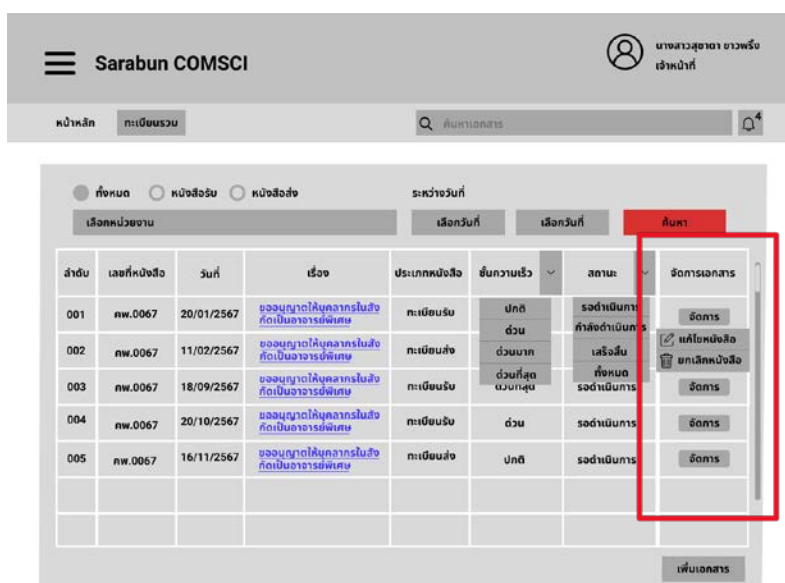 Sarabun COMSCI
นางสาวสุชาดา ขาวพริ้ง
เจ้าหน้าที่
หน้าหลัก ทะเบียนรวม ค้นหาเอกสาร 4
ทั้งหมด หนังสือรับ หนังสือส่ง ระหว่างวันที่
เลือกหน่วยงาน เลือกวันที่ เลือกวันที่ ค้นหา
ลำดับ เลขที่หนังสือ วันที่ เรื่อง ประเภทหนังสือ ชั้นความเร็ว สถานะ จัดการเอกสาร
001 คพ.0067 20/01/2567 ขออนุญาตให้บุคลากรในสัง ทะเบียนรับ ปกติ รอดำเนินการ จัดการ
กัดเป็นอาจารย์พิเศษ ด่วน กำลังดำเนินการ แก้ไขหนังสือ
002 คพ.0067 11/02/2567 ขออนุญาตให้บุคลากรในสัง ทะเบียนส่ง ด่วนมาก เสร็จสิ้น ยกเลิกหนังสือ
กัดเป็นอาจารย์พิเศษ ด่วนที่สุด ทั้งหมด
003 คพ.0067 18/09/2567 ขออนุญาตให้บุคลากรในสัง ทะเบียนรับ ด่วนที่สุด รอดำเนินการ จัดการ
กัดเป็นอาจารย์พิเศษ
004 คพ.0067 20/10/2567 ขออนุญาตให้บุคลากรในสัง ทะเบียนรับ ด่วน รอดำเนินการ จัดการ
กัดเป็นอาจารย์พิเศษ
005 คพ.0067 16/11/2567 ขออนุญาตให้บุคลากรในสัง ทะเบียนส่ง ปกติ รอดำเนินการ จัดการ
กัดเป็นอาจารย์พิเศษ
เพิ่มเอกสาร